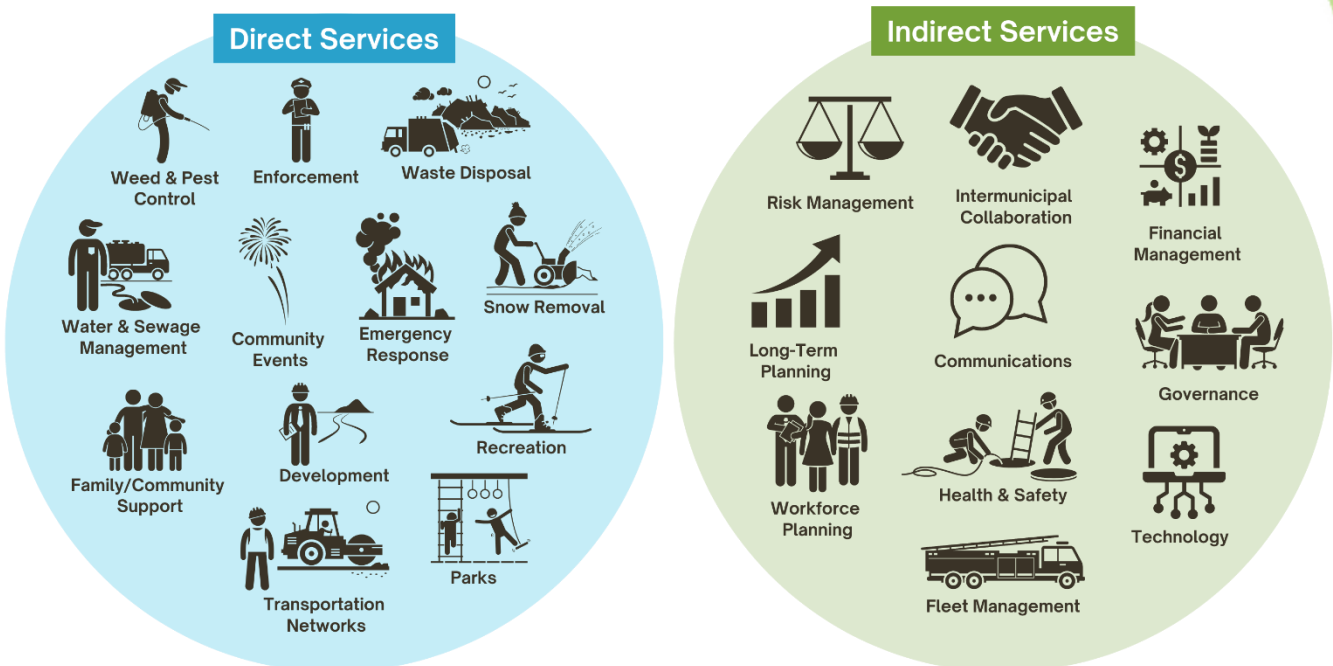 Direct Services
Weed & Pest
Control
Enforcement
Waste Disposal
Water & Sewage
Management
Community
Events
Emergency
Response
Snow Removal
Family/Community
Support
Development
Recreation
Transportation
Networks
Parks
Indirect Services
Risk Management
Intermunicipal
Collaboration
Financial
Management
Long-Term
Planning
Communications
Governance
Workforce
Planning
Health & Safety
Technology
Fleet Management
$